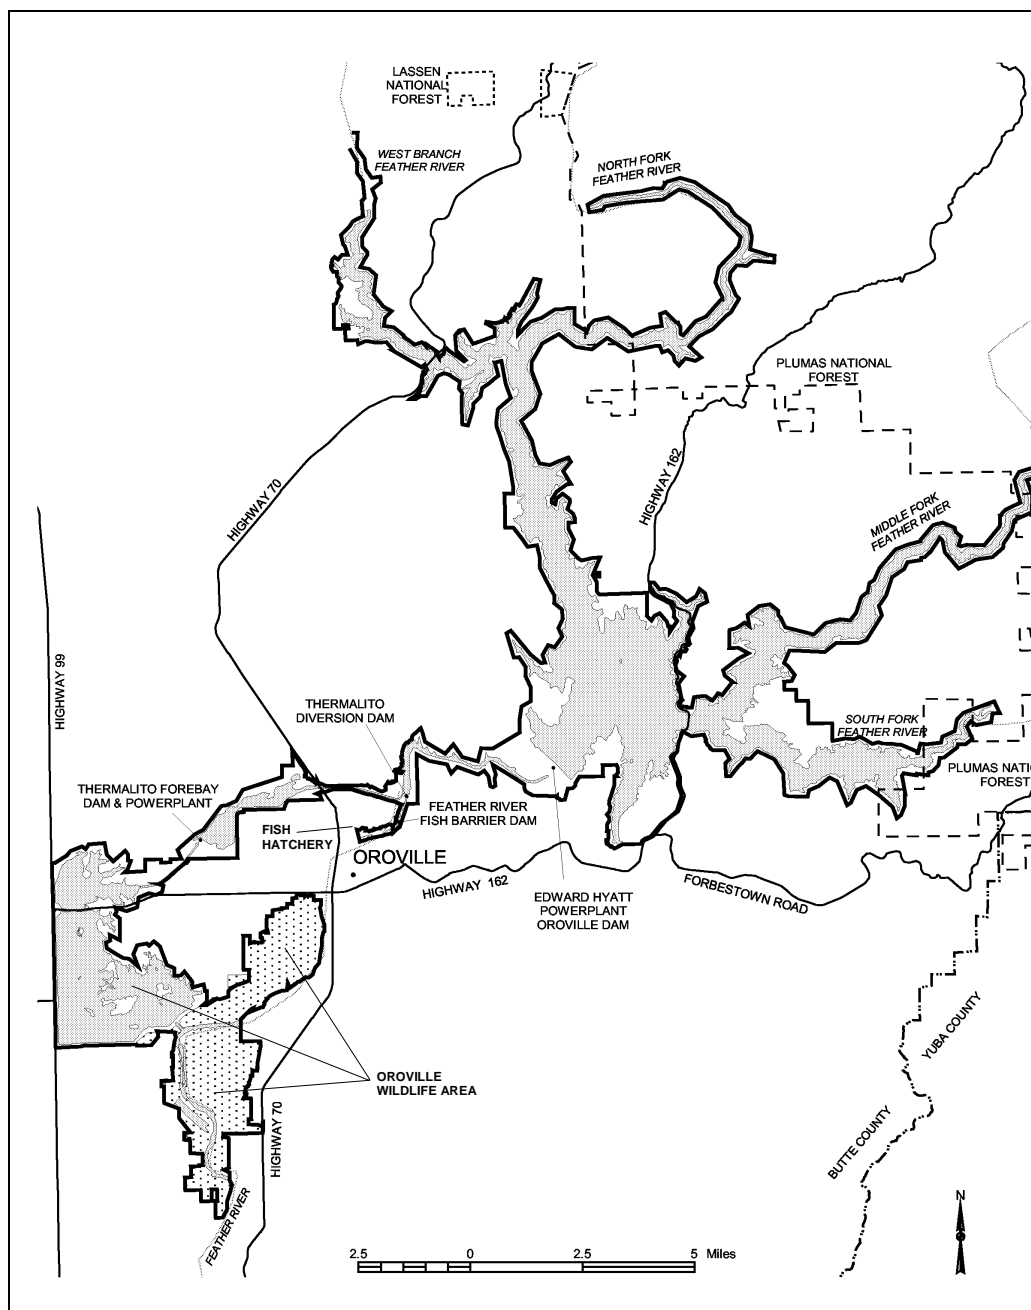 LASSEN
NATIONAL
FOREST
WEST BRANCH
FEATHER RIVER
NORTH FORK
FEATHER RIVER
PLUMAS NATIONAL
FOREST
HIGHWAY 70
HIGHWAY 162
MIDDLE FORK
FEATHER RIVER
HIGHWAY 99
THERMALITO
DIVERSION DAM
SOUTH FORK
FEATHER RIVER
PLUMAS NATIO
FOREST
THERMALITO FOREBAY
DAM & POWERPLANT
FEATHER RIVER
FISH BARRIER DAM
FISH
HATCHERY
OROVILLE
HIGHWAY 162
FORBESTOWN ROAD
EDWARD HYATT
POWERPLANT
OROVILLE DAM
YUBA COUNTY
BUTTE COUNTY
OROVILLE
WILDLIFE AREA
HIGHWAY 70
FEATHER RIVER
N
2.5 0 2.5 5 Miles